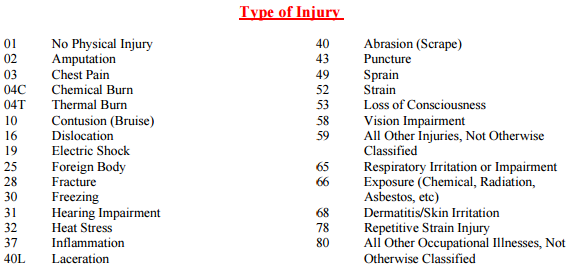 Type of Injury
01 No Physical Injury
02 Amputation
03 Chest Pain
04C Chemical Burn
04T Thermal Burn
10 Contusion (Bruise)
16 Dislocation
19 Electric Shock
25 Foreign Body
28 Fracture
30 Freezing
31 Hearing Impairment
32 Heat Stress
37 Inflammation
40L Laceration
40 Abrasion (Scrape)
43 Puncture
49 Sprain
52 Strain
53 Loss of Consciousness
58 Vision Impairment
59 All Other Injuries, Not Otherwise
Classified
65 Respiratory Irritation or Impairment
66 Exposure (Chemical, Radiation,
Asbestos, etc)
68 Dermatitis/Skin Irritation
78 Repetitive Strain Injury
80 All Other Occupational Illnesses, Not
Otherwise Classified